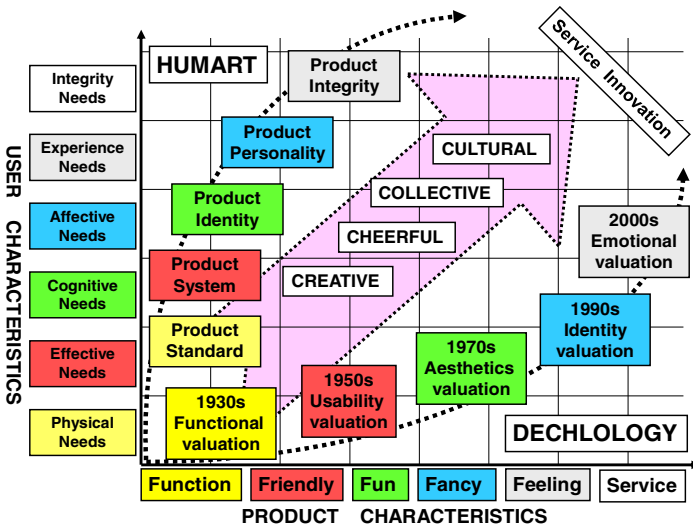 HUMART
Product
Integrity
Service Innovation
Integrity
Needs
Experience
Needs
Affective
Needs
Cognitive
Needs
Effective
Needs
Physical
Needs
USER CHARACTERISTICS
Product
Personality
Product
Identity
Product
System
Product
Standard
CULTURAL
COLLECTIVE
CHEERFUL
CREATIVE
1930s
Functional
valuation
1950s
Usability
valuation
1970s
Aesthetics
valuation
1990s
Identity
valuation
2000s
Emotional
valuation
DECHLOLOGY
Function
Friendly
Fun
Fancy
Feeling
Service
PRODUCT CHARACTERISTICS